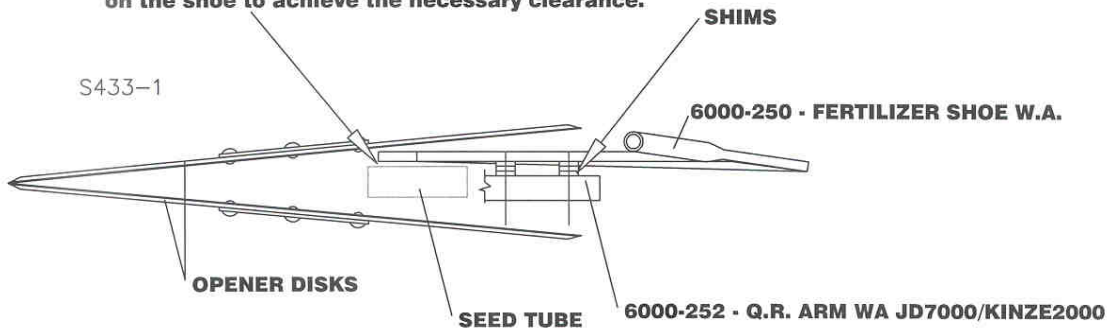 on the shoe to achieve the necessary clearance.
SHIMS
S433-1
6000-250 - FERTILIZER SHOE W.A.
OPENER DISKS
SEED TUBE
6000-252 - Q.R. ARM WA JD7000/KINZE2000